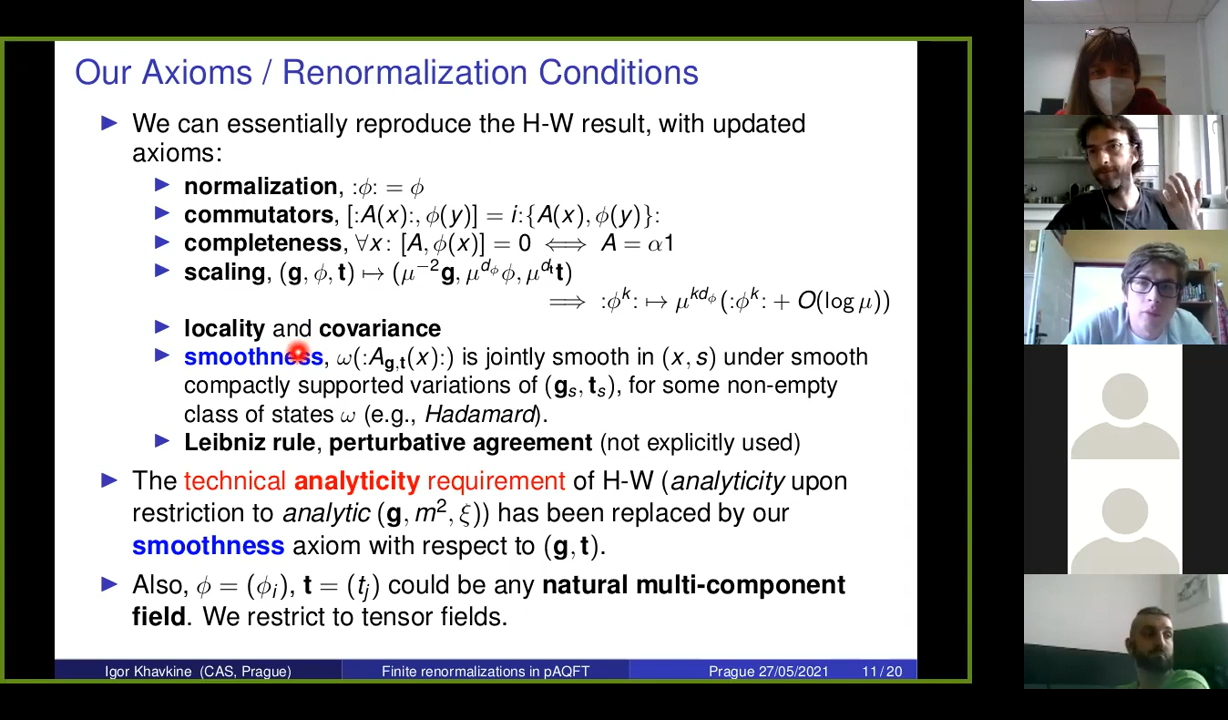 Our Axioms / Renormalization Conditions
▶ We can essentially reproduce the H-W result, with updated
axioms:
▶ normalization, :ϕ: = ϕ
▶ commutators, [:A(x):, ϕ(y)] = i:{A(x), ϕ(y)}:
▶ completeness, ∀x: [A, ϕ(x)] = 0 ⟺ A = α1
▶ scaling, (g, ϕ, t) ↦ (μ⁻²g, μ^{d_ϕ}ϕ, μ^{d_t}t)
⟹ :ϕ^k: ↦ μ^{kd_ϕ}(:ϕ^k: + O(log μ))
▶ locality and covariance
▶ smoothness, ω(:A_{g,t}(x):) is jointly smooth in (x, s) under smooth
compactly supported variations of (g_s, t_s), for some non-empty
class of states ω (e.g., Hadamard).
▶ Leibniz rule, perturbative agreement (not explicitly used)
▶ The technical analyticity requirement of H-W (analyticity upon
restriction to analytic (g, m², ξ)) has been replaced by our
smoothness axiom with respect to (g, t).
▶ Also, ϕ = (ϕ_i), t = (t_j) could be any natural multi-component
field. We restrict to tensor fields.
Igor Khavkine (CAS, Prague) Finite renormalizations in pAQFT Prague 27/05/2021 11 / 20